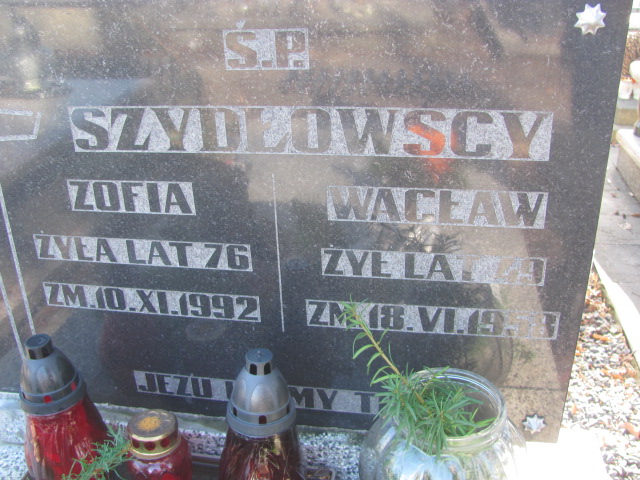 Ś.P.
SZYDŁOWSCY
ZOFIA
ŻYŁA LAT 76
ZM.10.XI.1992
WACŁAW
ŻYŁ LAT
ZM.18.VI.
JEZU